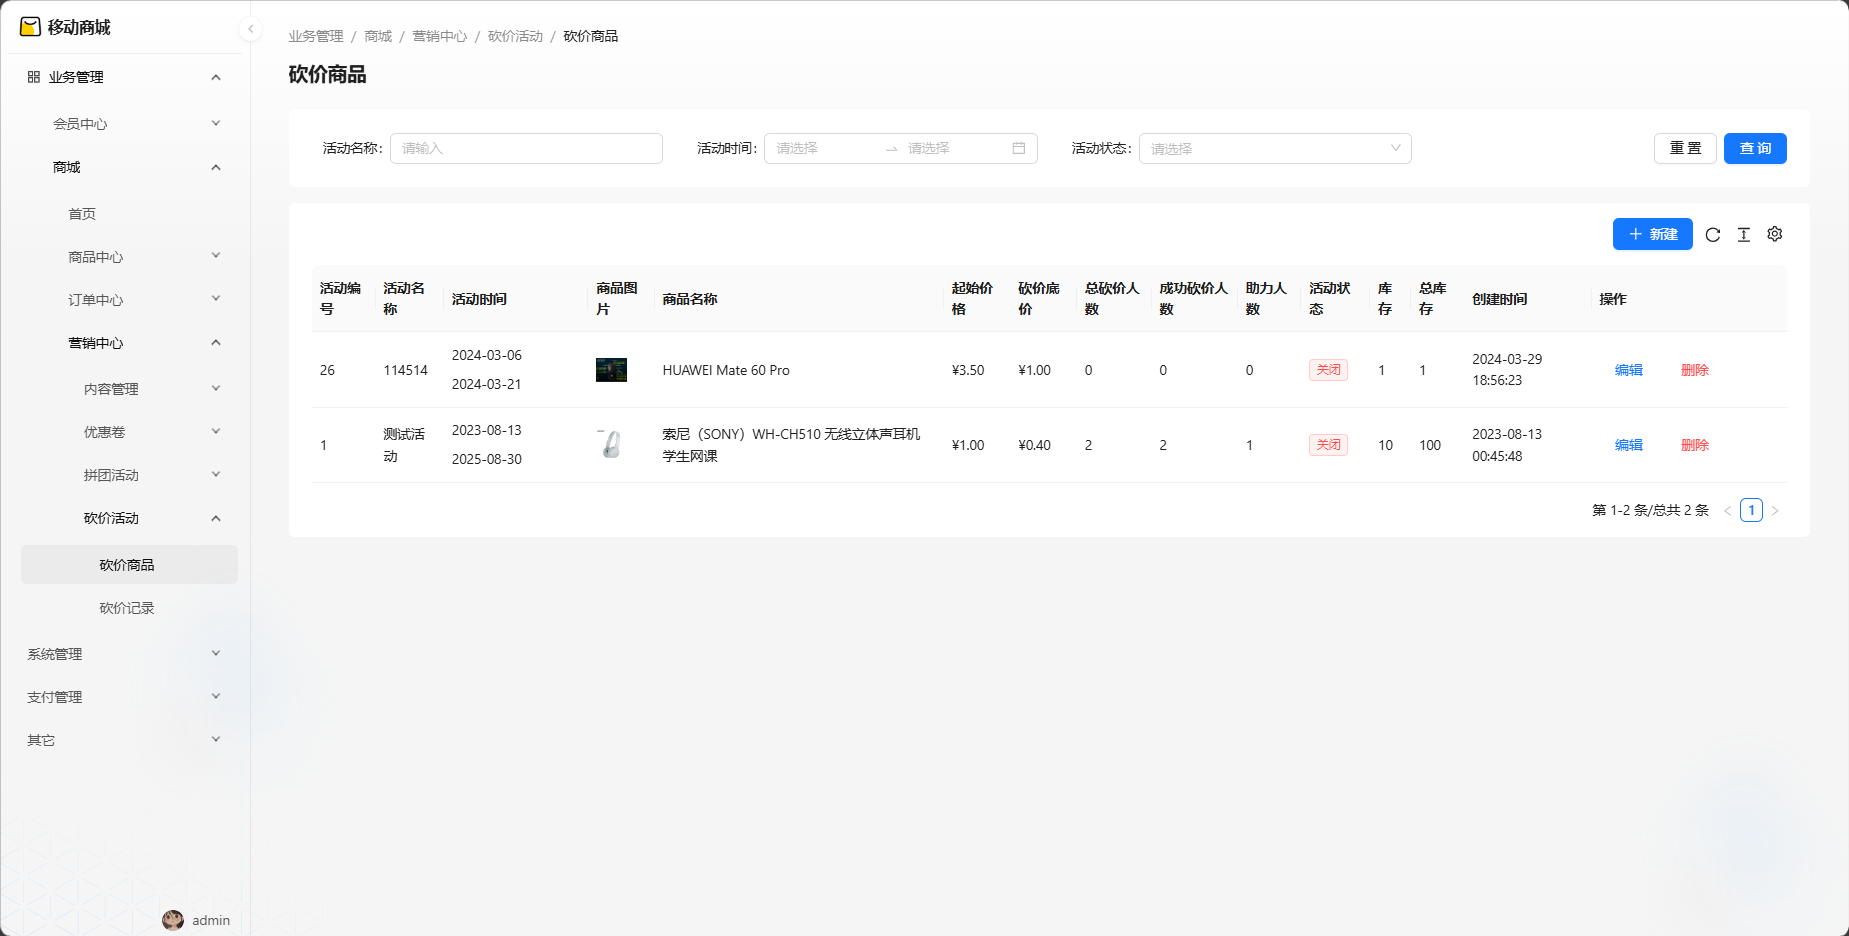 移动商城
业务管理
会员中心
商城
首页
商品中心
订单中心
营销中心
内容管理
优惠卷
拼团活动
砍价活动
砍价商品
砍价记录
系统管理
支付管理
其它
admin
业务管理 / 商城 / 营销中心 / 砍价活动 / 砍价商品
砍价商品
活动名称: 请输入 活动时间: 请选择 → 请选择 活动状态: 请选择 重置 查询
+ 新建
活动编号 活动名称 活动时间 商品图片 商品名称 起始价格 砍价底价 总砍价人数 成功砍价人数 助力人数 活动状态 库存 总库存 创建时间 操作
26 114514 2024-03-06 2024-03-21 HUAWEI Mate 60 Pro ¥3.50 ¥1.00 0 0 0 关闭 1 1 2024-03-29 18:56:23 编辑 删除
1 测试活动 2023-08-13 2025-08-30 索尼（SONY）WH-CH510 无线立体声耳机 学生网课 ¥1.00 ¥0.40 2 2 1 关闭 10 100 2023-08-13 00:45:48 编辑 删除
第 1-2 条/总共 2 条 < 1 >